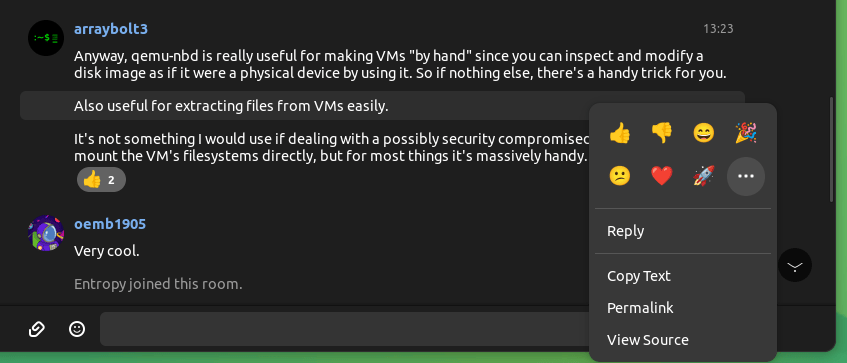 :~$
arraybolt3
13:23
Anyway, qemu-nbd is really useful for making VMs "by hand" since you can inspect and modify a
disk image as if it were a physical device by using it. So if nothing else, there's a handy trick for you.
Also useful for extracting files from VMs easily.
It's not something I would use if dealing with a possibly security compromised
mount the VM's filesystems directly, but for most things it's massively handy.
2
oemb1905
Very cool.
Entropy joined this room.
Reply
Copy Text
Permalink
View Source